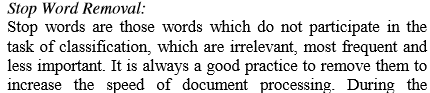 Stop Word Removal:
Stop words are those words which do not participate in the
task of classification, which are irrelevant, most frequent and
less important. It is always a good practice to remove them to
increase the speed of document processing. During the